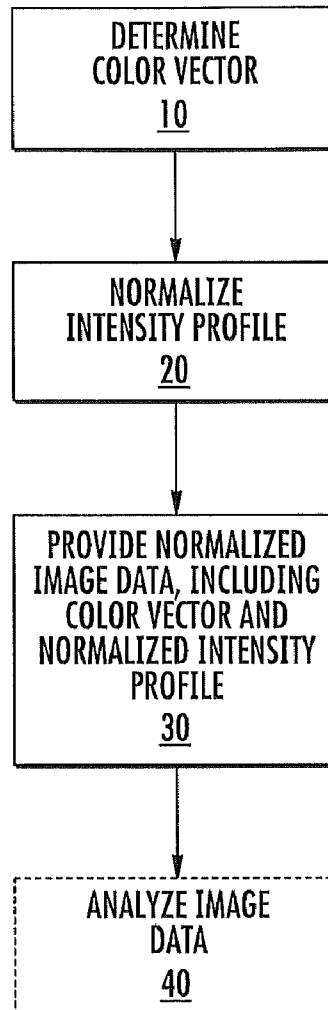 DETERMINE
COLOR VECTOR
10
NORMALIZE
INTENSITY PROFILE
20
PROVIDE NORMALIZED
IMAGE DATA, INCLUDING
COLOR VECTOR AND
NORMALIZED INTENSITY
PROFILE
30
ANALYZE IMAGE
DATA
40